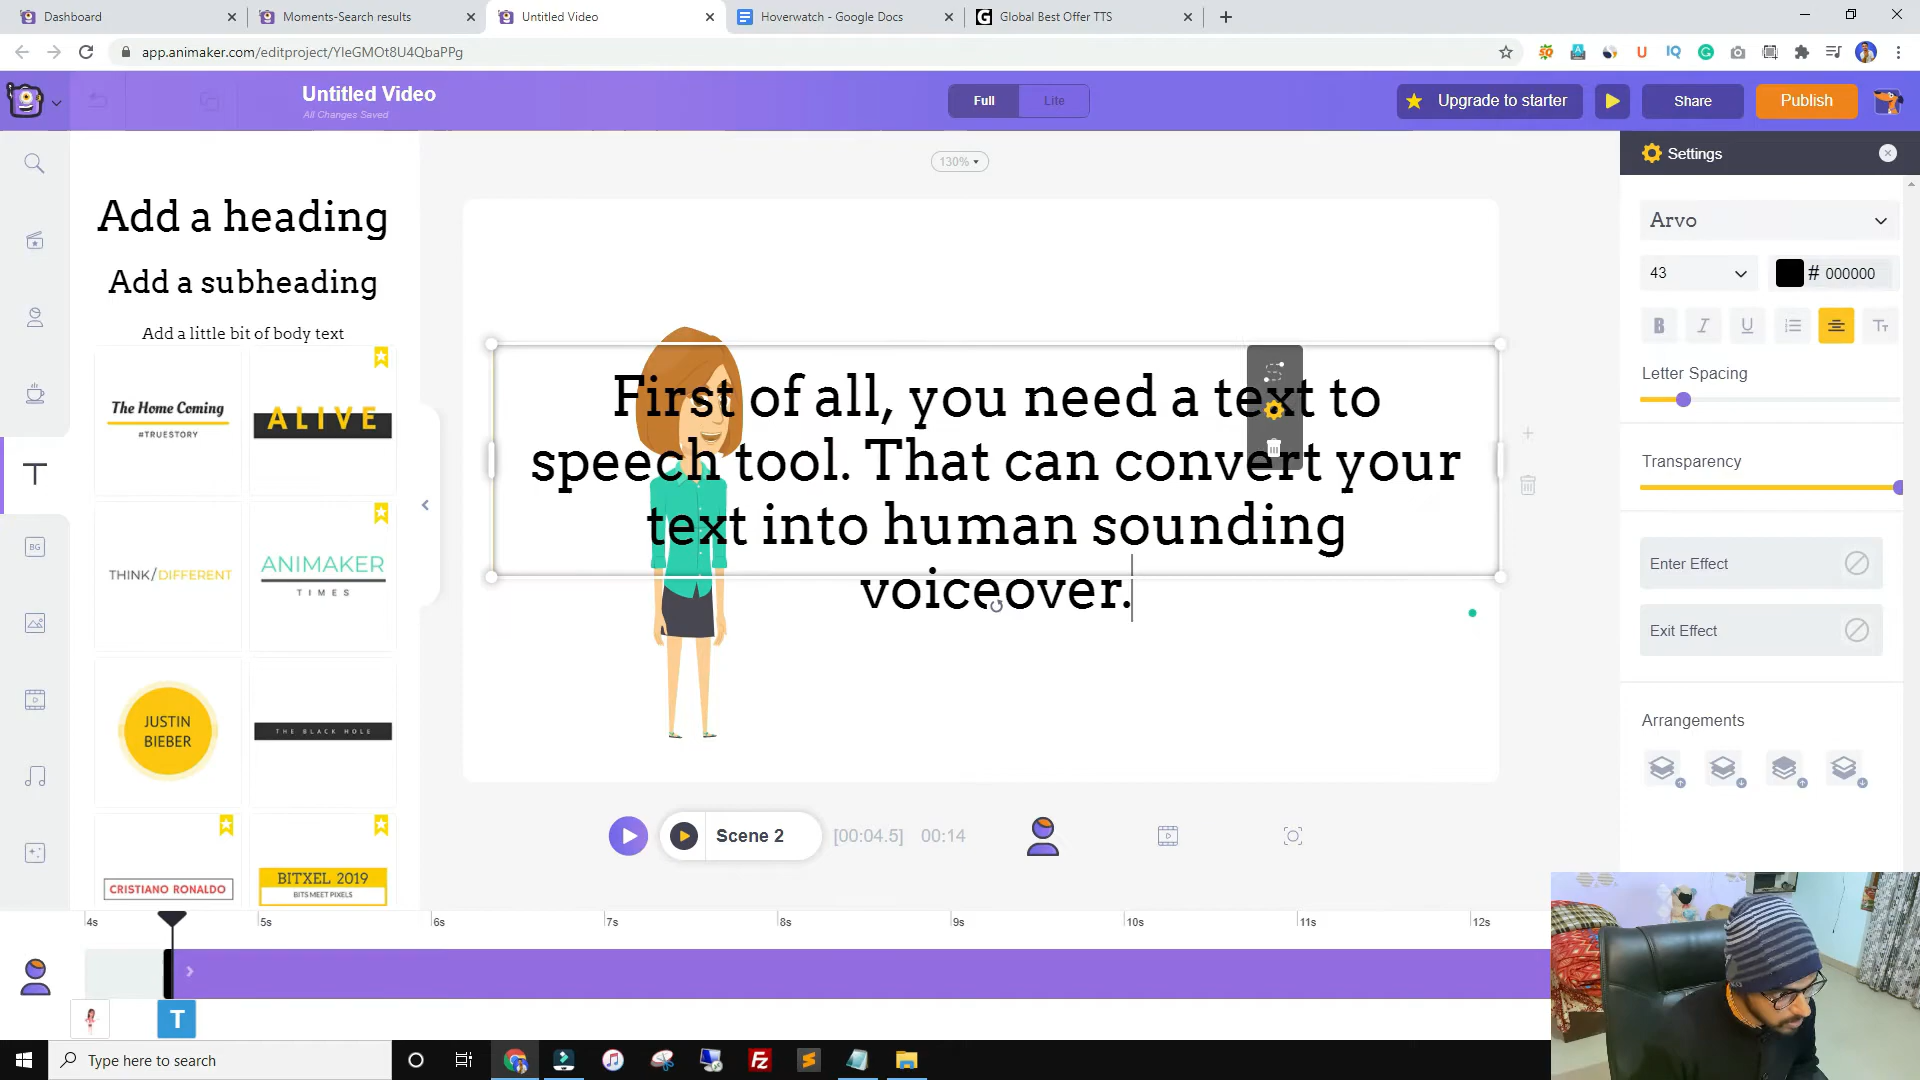 Dashboard
Moments-Search results
Untitled Video
Hoverwatch - Google Docs
Global Best Offer TTS
app.animaker.com/editproject/YIeGMOt8U4QbaPPg
Untitled Video
All Changes Saved
Full
Lite
Upgrade to starter
Share
Publish
130%
Settings
Add a heading
Add a subheading
Add a little bit of body text
The Home Coming
#TRUESTORY
ALIVE
THINK/DIFFERENT
ANIMAKER
TIMES
JUSTIN
BIEBER
THE BLACK HOLE
CRISTIANO RONALDO
BITXEL 2019
BITS MEET PIXELS
BG
First of all, you need a text to
speech tool. That can convert your
text into human sounding
voiceover.
Arvo
43
# 000000
B I U
Letter Spacing
Transparency
Enter Effect
Exit Effect
Arrangements
Scene 2
[00:04.5]
00:14
4s
5s
6s
7s
8s
9s
10s
11s
12s
T
Type here to search